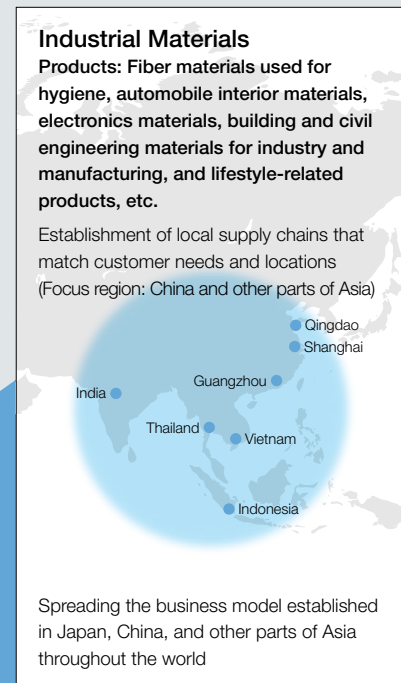 Industrial Materials
Products: Fiber materials used for
hygiene, automobile interior materials,
electronics materials, building and civil
engineering materials for industry and
manufacturing, and lifestyle-related
products, etc.
Establishment of local supply chains that
match customer needs and locations
(Focus region: China and other parts of Asia)
Qingdao
Shanghai
Guangzhou
India
Thailand
Vietnam
Indonesia
Spreading the business model established
in Japan, China, and other parts of Asia
throughout the world